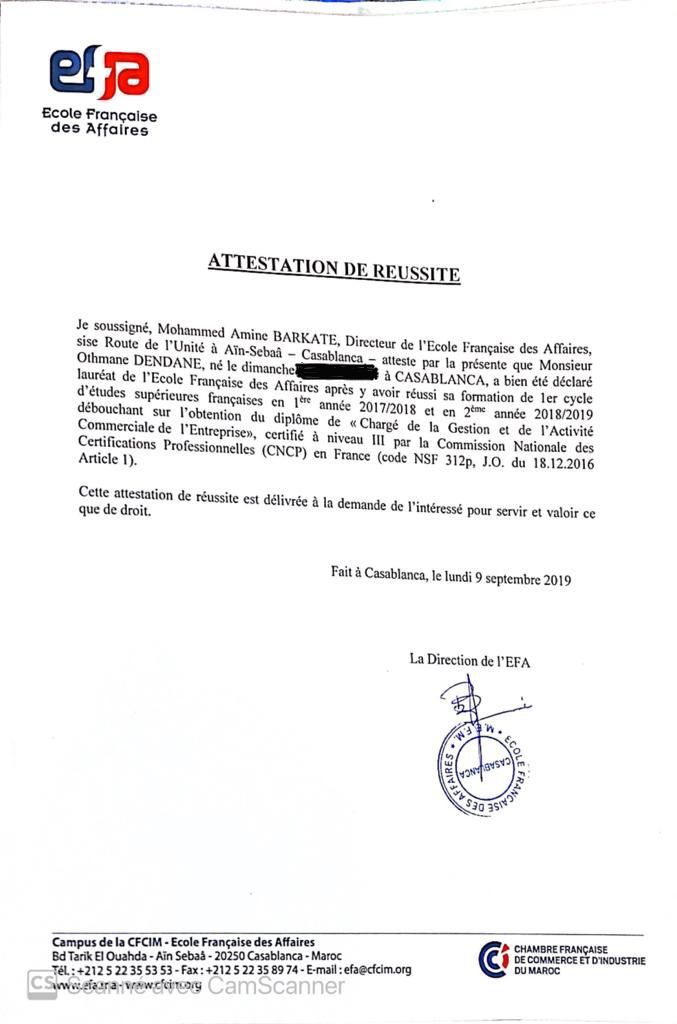 efa
Ecole Française
des Affaires
ATTESTATION DE REUSSITE
Je soussigné, Mohammed Amine BARKATE, Directeur de l'Ecole Française des Affaires,
sise Route de l'Unité à Aïn-Sebaâ – Casablanca – atteste par la présente que Monsieur
Othmane DENDANE, né le dimanche à CASABLANCA, a bien été déclaré
lauréat de l'Ecole Française des Affaires après y avoir réussi sa formation de 1er cycle
d'études supérieures françaises en 1ère année 2017/2018 et en 2ème année 2018/2019
débouchant sur l'obtention du diplôme de « Chargé de la Gestion et de l'Activité
Commerciale de l'Entreprise», certifié à niveau III par la Commission Nationale des
Certifications Professionnelles (CNCP) en France (code NSF 312p, J.O. du 18.12.2016
Article 1).
Cette attestation de réussite est délivrée à la demande de l'intéressé pour servir et valoir ce
que de droit.
Fait à Casablanca, le lundi 9 septembre 2019
La Direction de l'EFA
ECOLE FRANÇAISE DES AFFAIRES * M.E.F.M. *
CASABLANCA
Campus de la CFCIM - Ecole Française des Affaires
Bd Tarik El Ouahda - Aïn Sebaâ - 20250 Casablanca - Maroc
Tél. : +212 5 22 35 53 53 - Fax : +212 5 22 35 89 74 - E-mail : efa@cfcim.org
www.efa.ma - www.cfcim.org
CHAMBRE FRANÇAISE
DE COMMERCE ET D'INDUSTRIE
DU MAROC
CS Scanné avec CamScanner